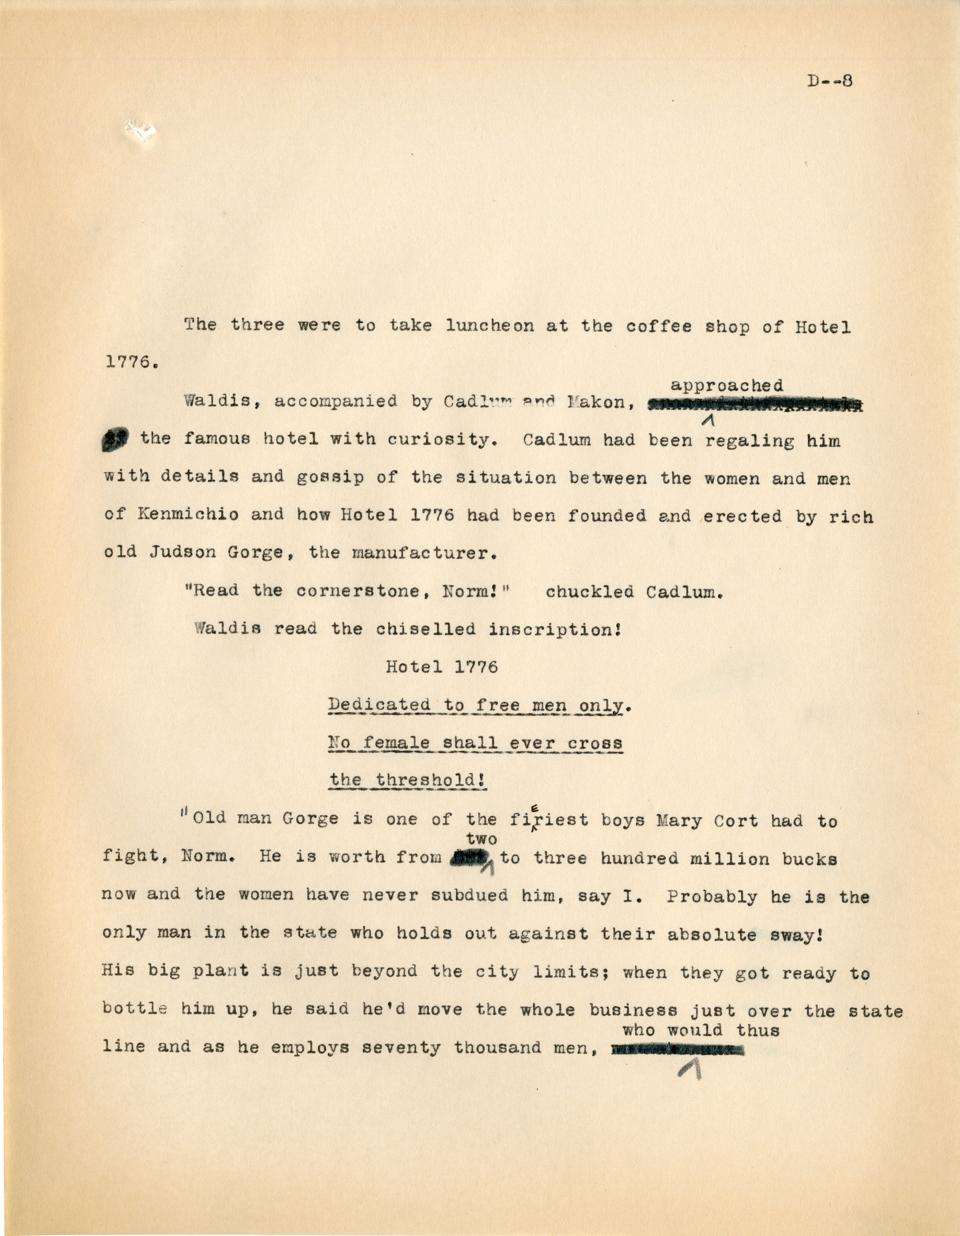 D--8
The three were to take luncheon at the coffee shop of Hotel
1776.
approached
Waldis, accompanied by Cadlum and Makon,
the famous hotel with curiosity. Cadlum had been regaling him
with details and gossip of the situation between the women and men
of Kenmichio and how Hotel 1776 had been founded and erected by rich
old Judson Gorge, the manufacturer.
"Read the cornerstone, Norm!" chuckled Cadlum.
Waldis read the chiselled inscription!
Hotel 1776
Dedicated to free men only.
No female shall ever cross
the threshold!
E
"Old man Gorge is one of the firiest boys Mary Cort had to
two
fight, Norm. He is worth from to three hundred million bucks
now and the women have never subdued him, say I. Probably he is the
only man in the state who holds out against their absolute sway!
His big plant is just beyond the city limits; when they got ready to
bottle him up, he said he'd move the whole business just over the state
who would thus
line and as he employs seventy thousand men,